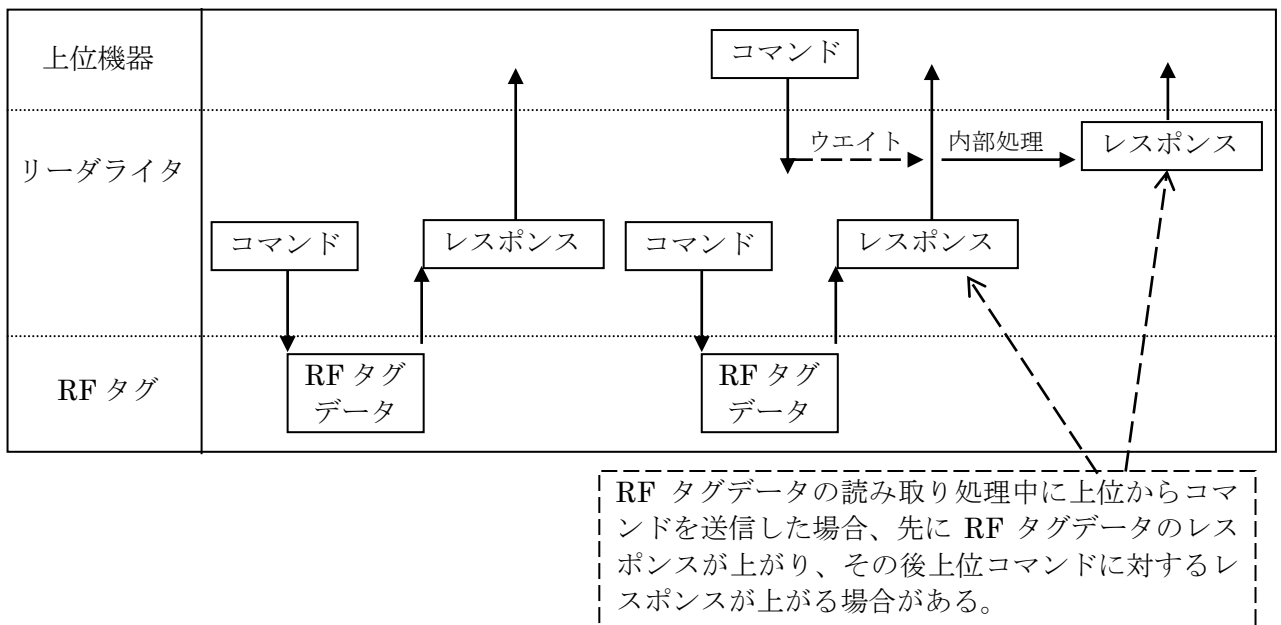 上位機器
コマンド
リーダライタ
ウエイト
内部処理
レスポンス
コマンド
レスポンス
コマンド
レスポンス
RF タグ
RF タグ
データ
RF タグ
データ
RF タグデータの読み取り処理中に上位からコマ
ンドを送信した場合、先に RF タグデータのレス
ポンスが上がり、その後上位コマンドに対するレ
スポンスが上がる場合がある。